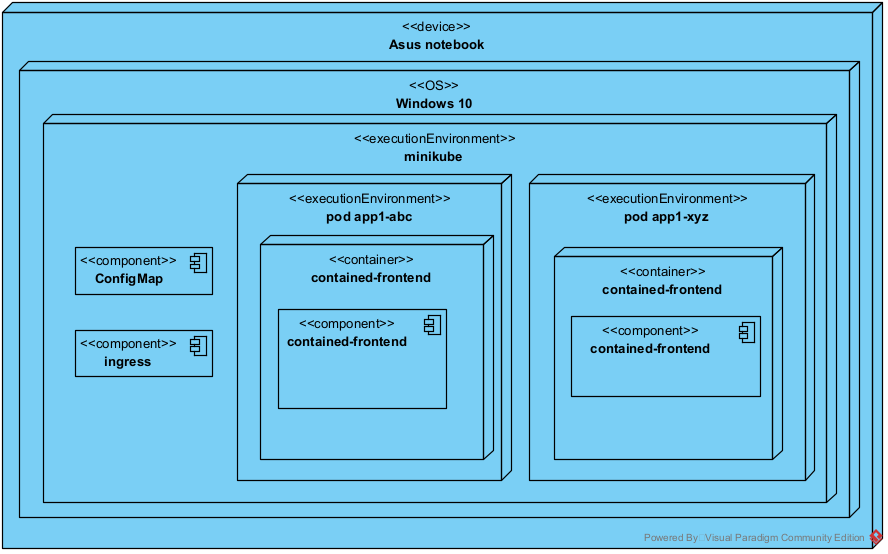 <<device>>
Asus notebook
<<OS>>
Windows 10
<<executionEnvironment>>
minikube
<<executionEnvironment>>
pod app1-abc
<<executionEnvironment>>
pod app1-xyz
<<component>>
ConfigMap
<<component>>
ingress
<<container>>
contained-frontend
<<component>>
contained-frontend
<<container>>
contained-frontend
<<component>>
contained-frontend
Powered By Visual Paradigm Community Edition